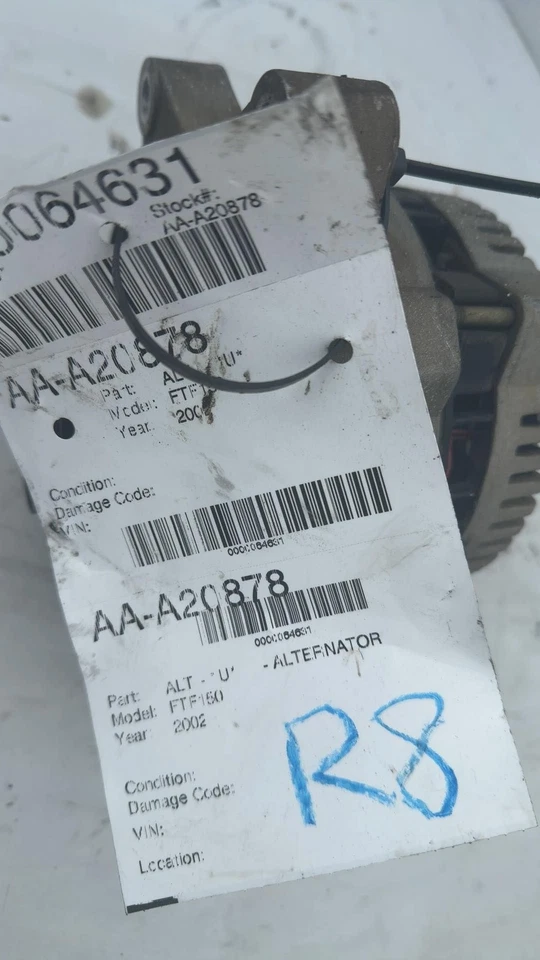 0064631
Stock#:
AA-A20878
AA-A20878
Part:
Model:
Year
Condition:
Damage Code:
VIN:
0000064631
AA-A20878
0000064631
Part: ALT - *U* - ALTERNATOR
Model: FTF150
Year 2002
R8
Condition:
Damage Code:
VIN:
Location: